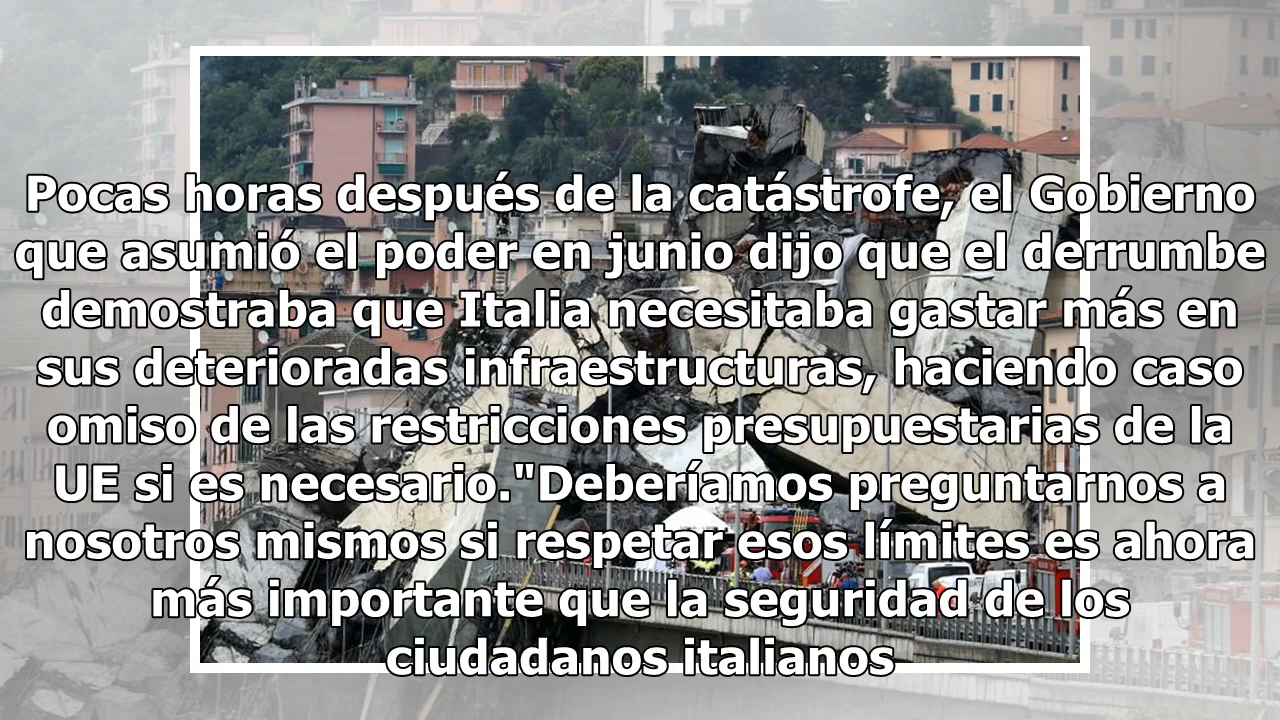 Pocas horas después de la catástrofe, el Gobierno
que asumió el poder en junio dijo que el derrumbe
demostraba que Italia necesitaba gastar más en
sus deterioradas infraestructuras, haciendo caso
omiso de las restricciones presupuestarias de la
UE si es necesario."Deberíamos preguntarnos a
nosotros mismos si respetar esos límites es ahora
más importante que la seguridad de los
ciudadanos italianos